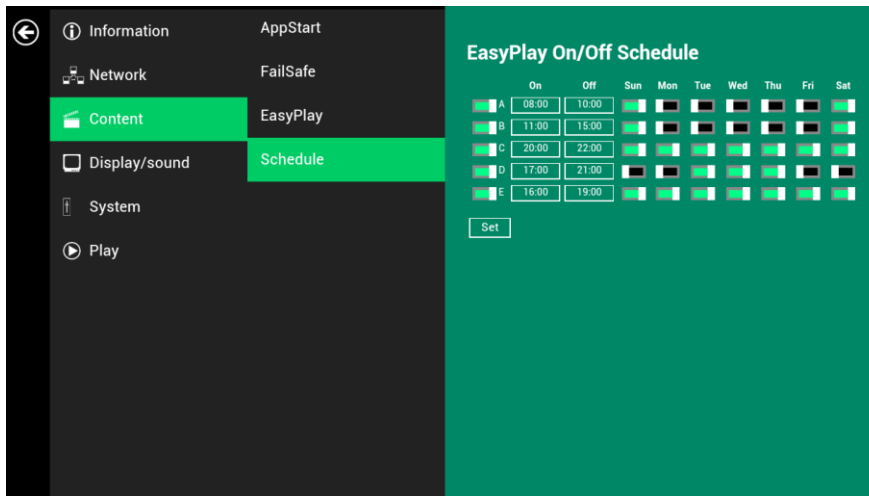 Information
Network
Content
Display/sound
System
Play
AppStart
FailSafe
EasyPlay
Schedule
EasyPlay On/Off Schedule
On Off Sun Mon Tue Wed Thu Fri Sat
A 08:00 10:00
B 11:00 15:00
C 20:00 22:00
D 17:00 21:00
E 16:00 19:00
Set